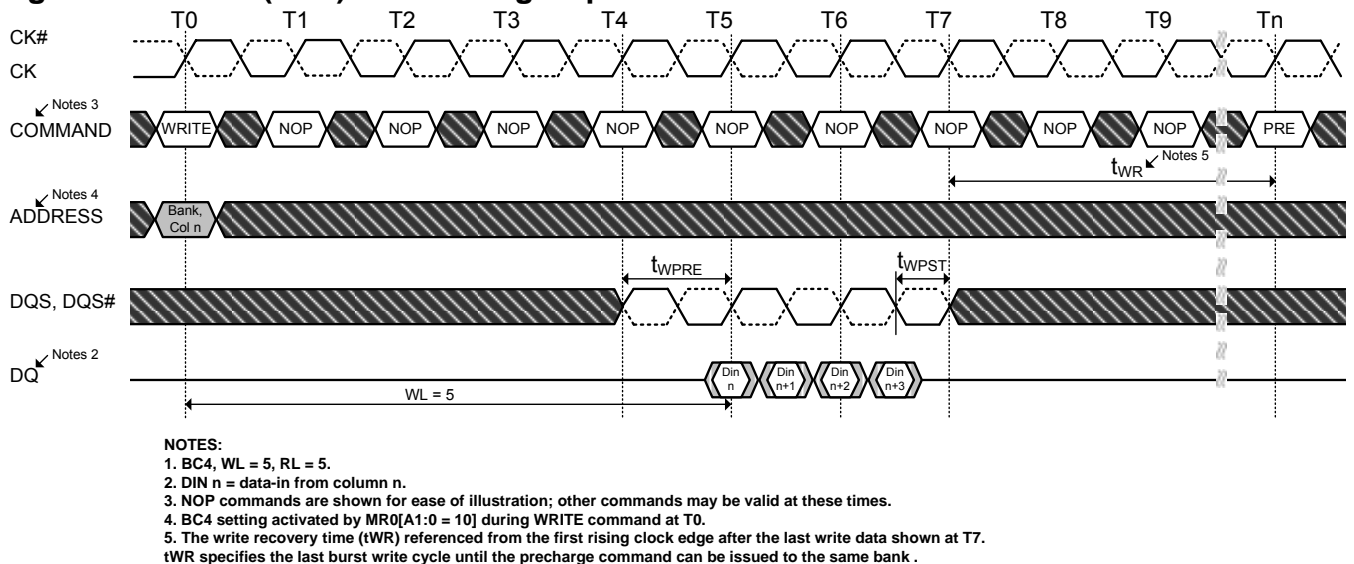 T0 T1 T2 T3 T4 T5 T6 T7 T8 T9 Tn
CK#
CK
Notes 3
COMMAND
WRITE NOP NOP NOP NOP NOP NOP NOP NOP NOP PRE
tWR Notes 5
Notes 4
ADDRESS
Bank,
Col n
tWPRE tWPST
DQS, DQS#
Notes 2
DQ
Din Din Din Din
n n+1 n+2 n+3
WL = 5
NOTES:
1. BC4, WL = 5, RL = 5.
2. DIN n = data-in from column n.
3. NOP commands are shown for ease of illustration; other commands may be valid at these times.
4. BC4 setting activated by MR0[A1:0 = 10] during WRITE command at T0.
5. The write recovery time (tWR) referenced from the first rising clock edge after the last write data shown at T7.
tWR specifies the last burst write cycle until the precharge command can be issued to the same bank .